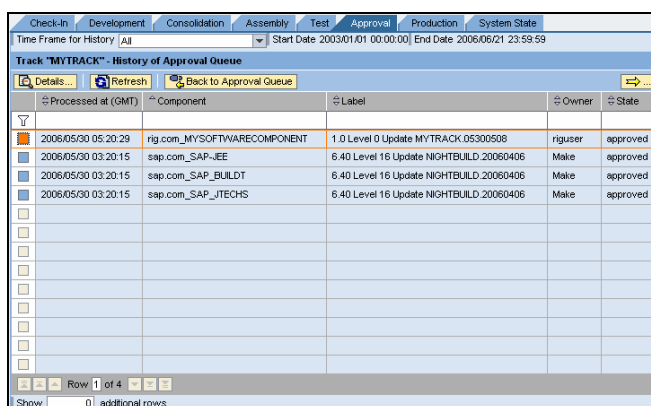 Check-In Development Consolidation Assembly Test Approval Production System State
Time Frame for History All Start Date 2003/01/01 00:00:00 End Date 2006/06/21 23:59:59
Track "MYTRACK" - History of Approval Queue
Details... Refresh Back to Approval Queue ...
Processed at (GMT) Component Label Owner State
2006/05/30 05:20:29 rig.com_MYSOFTWARECOMPONENT 1.0 Level 0 Update MYTRACK.05300508 riguser approved
2006/05/30 03:20:15 sap.com_SAP-JEE 6.40 Level 16 Update NIGHTBUILD.20060406 Make approved
2006/05/30 03:20:15 sap.com_SAP_BUILDT 6.40 Level 16 Update NIGHTBUILD.20060406 Make approved
2006/05/30 03:20:15 sap.com_SAP_JTECHS 6.40 Level 16 Update NIGHTBUILD.20060406 Make approved
Row 1 of 4
Show 0 additional rows